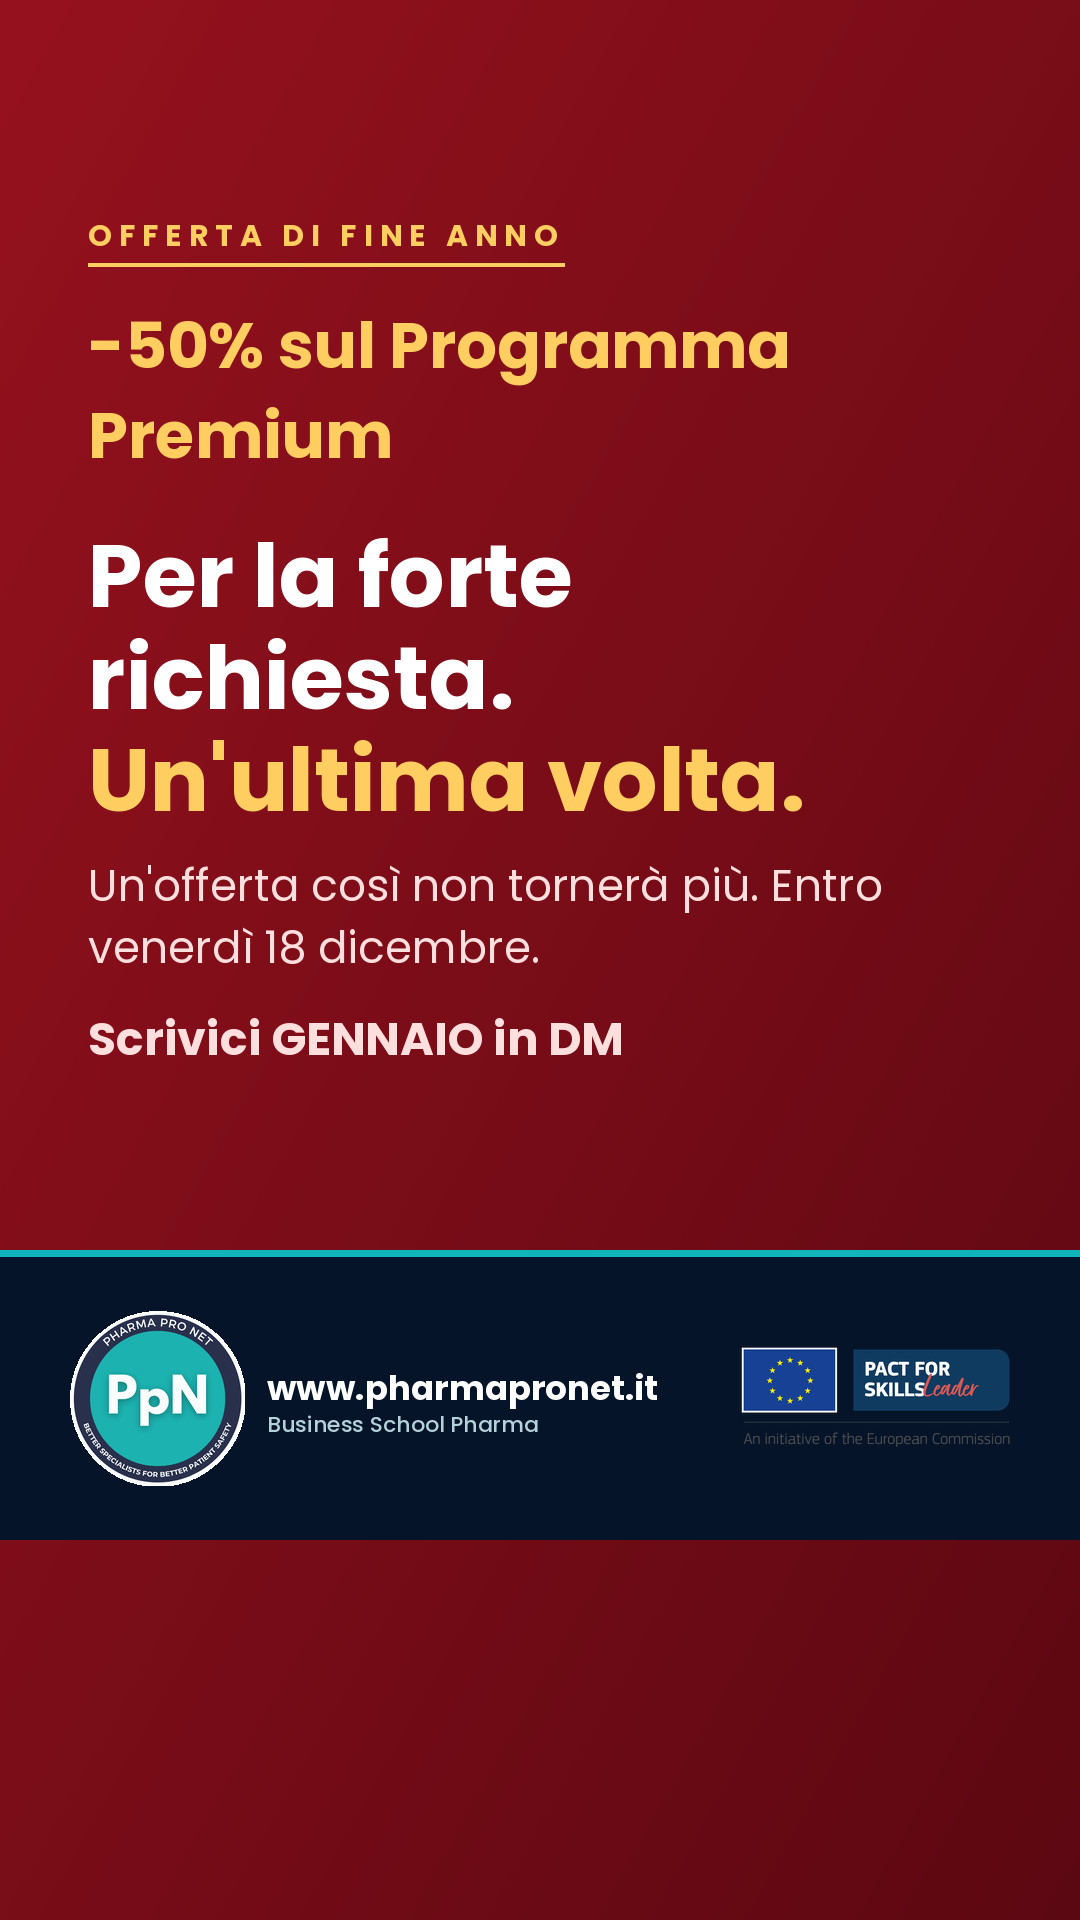 OFFERTA DI FINE ANNO
-50% sul Programma
Premium
Per la forte
richiesta.
Un'ultima volta.
Un'offerta così non tornerà più. Entro
venerdì 18 dicembre.
Scrivici GENNAIO in DM
PHARMA PRO NET
PpN
BETTER SPECIALISTS FOR BETTER PATIENT SAFETY
www.pharmapronet.it
Business School Pharma
PACT FOR
SKILLS Leader
An initiative of the European Commission